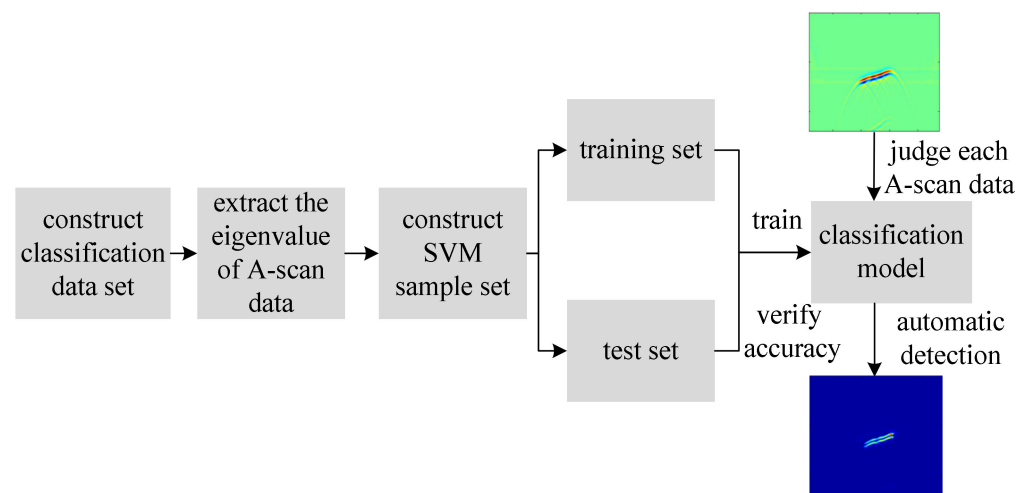 construct
classification
data set
extract the
eigenvalue
of A-scan
data
construct
SVM
sample set
training set
test set
train
verify
accuracy
judge each
A-scan data
classification
model
automatic
detection